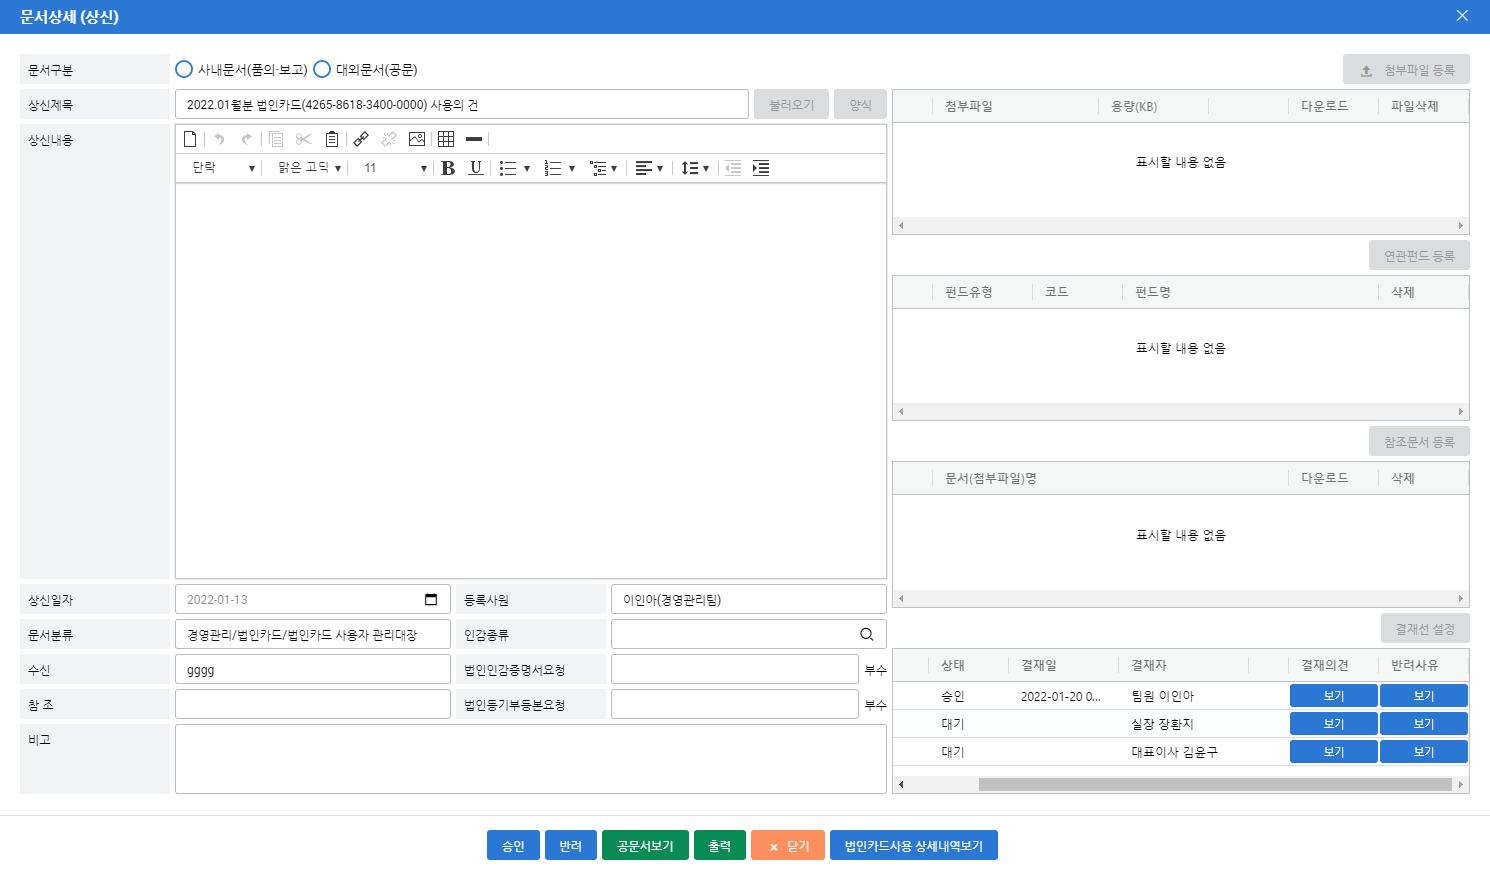 문서상세 (상신)
문서구분
사내문서(품의·보고)
대외문서(공문)
첨부파일 등록
상신제목
2022.01월분 법인카드(4265-8618-3400-0000) 사용의 건
불러오기
양식
첨부파일
용량(KB)
다운로드
파일삭제
표시할 내용 없음
상신내용
단락
맑은 고딕
11
B
U
연관펀드 등록
펀드유형
코드
펀드명
삭제
표시할 내용 없음
참조문서 등록
문서(첨부파일)명
다운로드
삭제
표시할 내용 없음
상신일자
2022-01-13
등록사원
이인아(경영관리팀)
문서분류
경영관리/법인카드/법인카드 사용자 관리대장
인감종류
결재선 설정
수신
gggg
법인인감증명서요청
부수
참 조
법인등기부등본요청
부수
비고
상태
결재일
결재자
결재의견
반려사유
승인
2022-01-20 0...
팀원 이인아
보기
보기
대기
실장 장환지
보기
보기
대기
대표이사 김윤구
보기
보기
승인
반려
공문서보기
출력
× 닫기
법인카드사용 상세내역보기